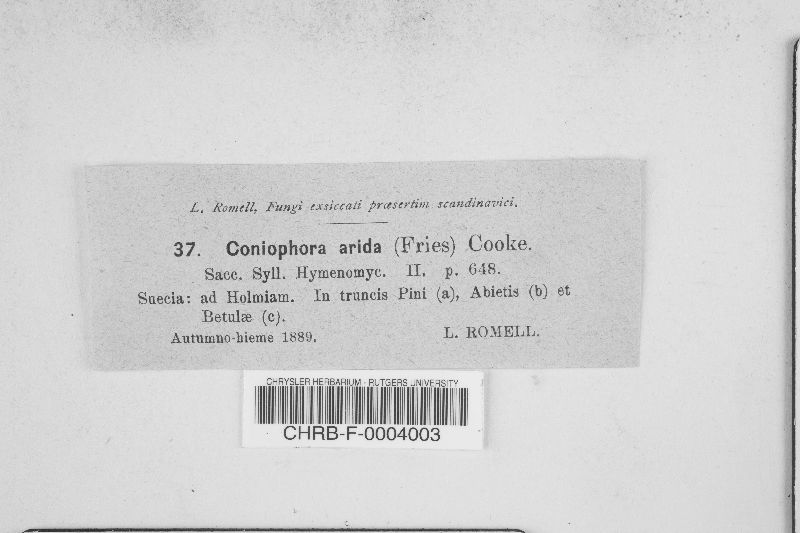 L. Romell, Fungi exsiccati præsertim scandinavici.
37. Coniophora arida (Fries) Cooke.
Sacc. Syll. Hymenomyc. II. p. 648.
Suecia: ad Holmiam. In truncis Pini (a), Abietis (b) et
Betulæ (c).
Autumno-hieme 1889. L. ROMELL.
CHRYSLER HERBARIUM - RUTGERS UNIVERSITY
CHRB-F-0004003